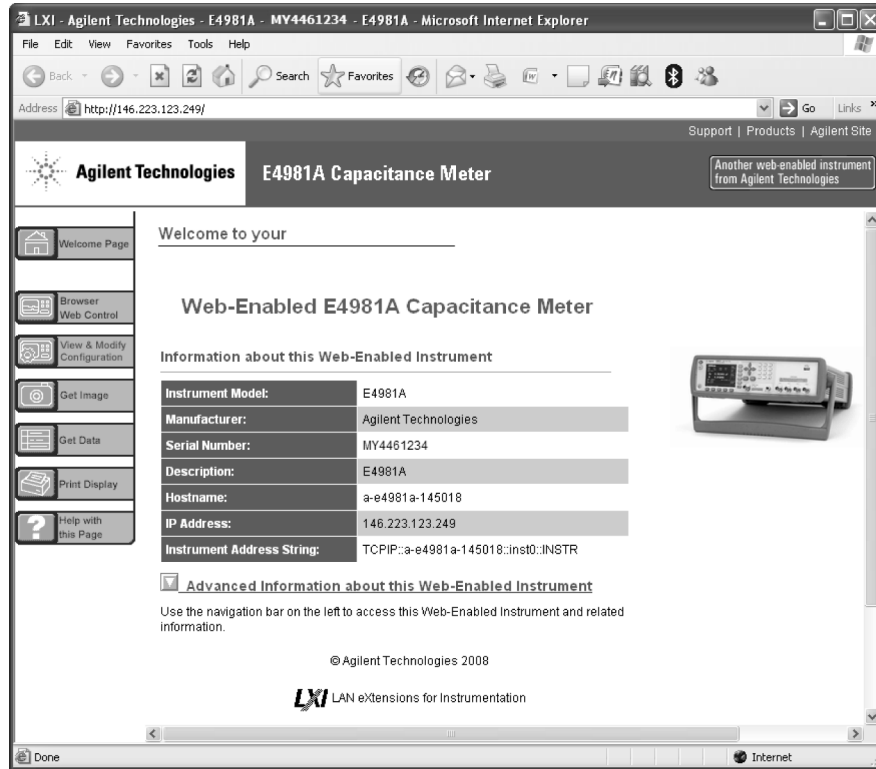 LXI - Agilent Technologies - E4981A - MY4461234 - E4981A - Microsoft Internet Explorer
File Edit View Favorites Tools Help
Back Search Favorites
Address http://146.223.123.249/ Go Links »
Support | Products | Agilent Site
Agilent Technologies E4981A Capacitance Meter
Another web-enabled instrument
from Agilent Technologies
Welcome Page
Browser
Web Control
View & Modify
Configuration
Get Image
Get Data
Print Display
Help with
this Page
Welcome to your
Web-Enabled E4981A Capacitance Meter
Information about this Web-Enabled Instrument
Instrument Model: E4981A
Manufacturer: Agilent Technologies
Serial Number: MY4461234
Description: E4981A
Hostname: a-e4981a-145018
IP Address: 146.223.123.249
Instrument Address String: TCPIP::a-e4981a-145018::inst0::INSTR
Advanced Information about this Web-Enabled Instrument
Use the navigation bar on the left to access this Web-Enabled Instrument and related
information.
© Agilent Technologies 2008
LXI LAN eXtensions for Instrumentation
Done Internet